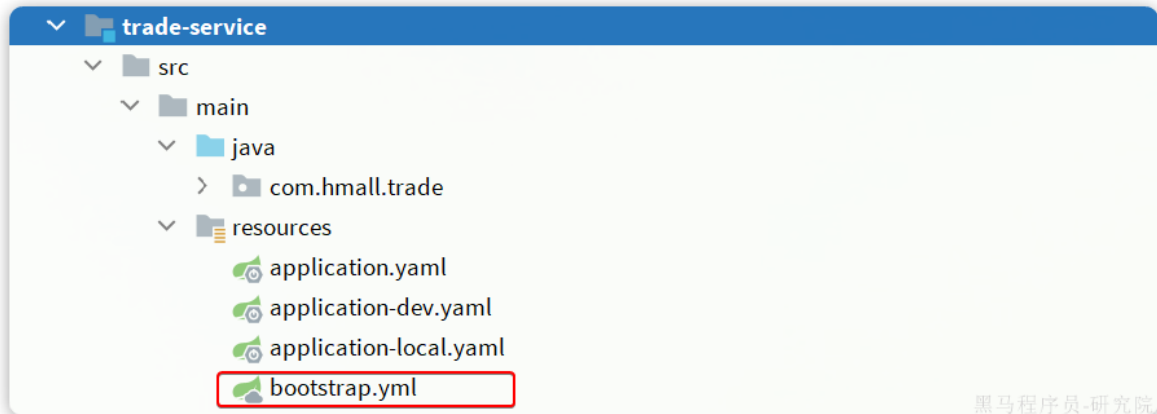 trade-service
src
main
java
com.hmall.trade
resources
application.yaml
application-dev.yaml
application-local.yaml
bootstrap.yml
黑马程序员-研究院